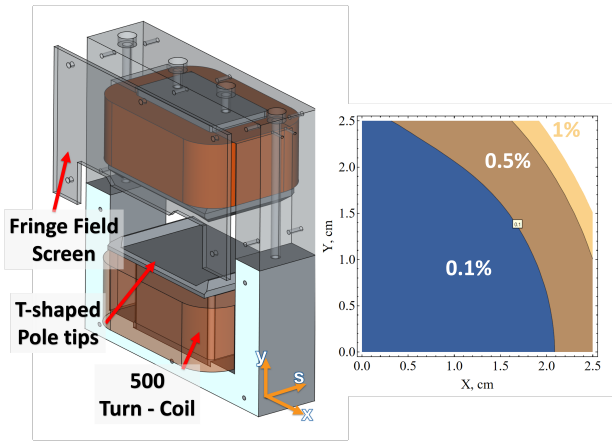 Fringe Field
Screen
T-shaped
Pole tips
500
Turn - Coil
y
s
x
Y, cm
2.5
2.0
1.5
1.0
0.5
0.0
1%
0.5%
0.1
0.1%
0.0
0.5
1.0
1.5
2.0
2.5
X, cm